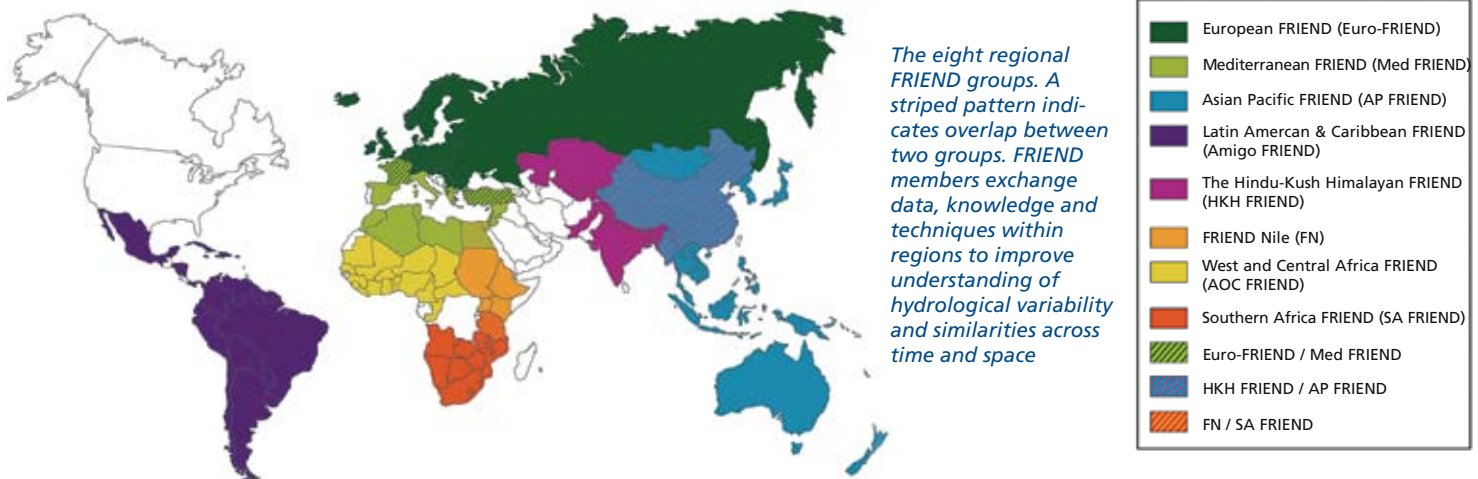 The eight regional
FRIEND groups. A
striped pattern indi-
cates overlap between
two groups. FRIEND
members exchange
data, knowledge and
techniques within
regions to improve
understanding of
hydrological variability
and similarities across
time and space
European FRIEND (Euro-FRIEND)
Mediterranean FRIEND (Med FRIEND)
Asian Pacific FRIEND (AP FRIEND)
Latin Amercan & Caribbean FRIEND
(Amigo FRIEND)
The Hindu-Kush Himalayan FRIEND
(HKH FRIEND)
FRIEND Nile (FN)
West and Central Africa FRIEND
(AOC FRIEND)
Southern Africa FRIEND (SA FRIEND)
Euro-FRIEND / Med FRIEND
HKH FRIEND / AP FRIEND
FN / SA FRIEND